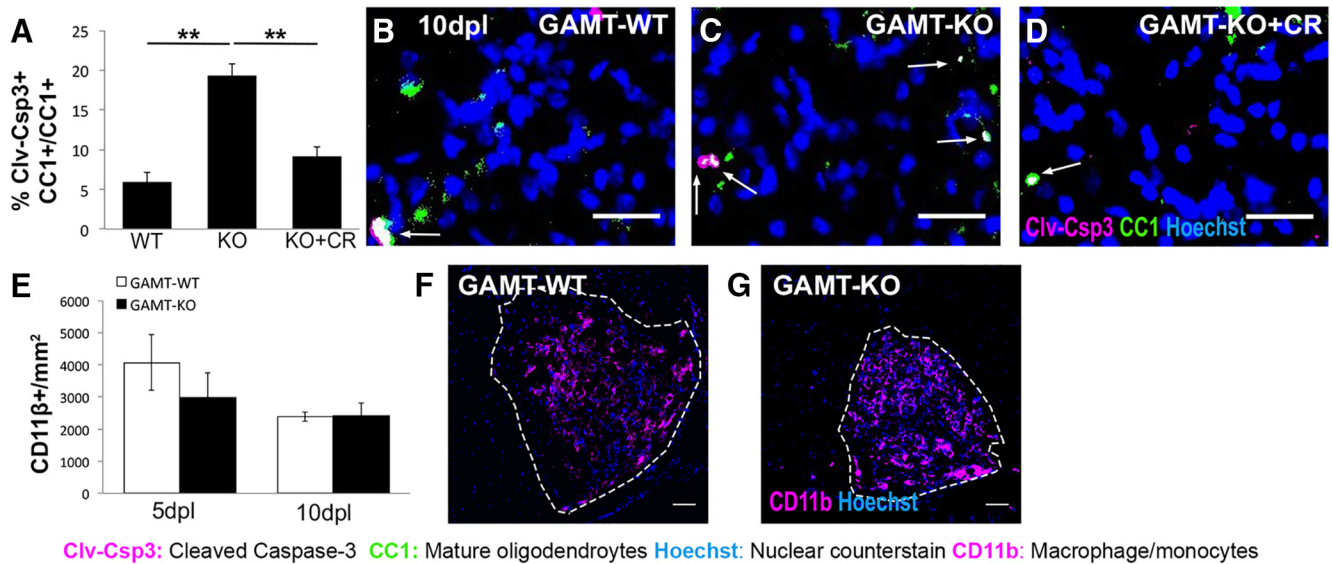 A
% Clv-Csp3+
CC1+/CC1+
25
20
15
10
5
0
**
**
WT
KO
KO+CR
B
10dpl
GAMT-WT
C
GAMT-KO
D
GAMT-KO+CR
Clv-Csp3 CC1 Hoechst
E
GAMT-WT
GAMT-KO
CD11β+/mm²
6000
5000
4000
3000
2000
1000
0
5dpl
10dpl
F
GAMT-WT
G
GAMT-KO
CD11b Hoechst
Clv-Csp3: Cleaved Caspase-3 CC1: Mature oligodendroytes Hoechst: Nuclear counterstain CD11b: Macrophage/monocytes